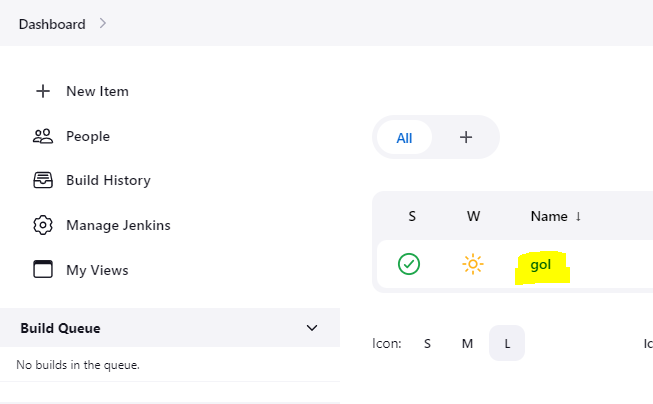 Dashboard
New Item
People
Build History
Manage Jenkins
My Views
Build Queue
No builds in the queue.
All
S W Name ↓
gol
Icon: S M L